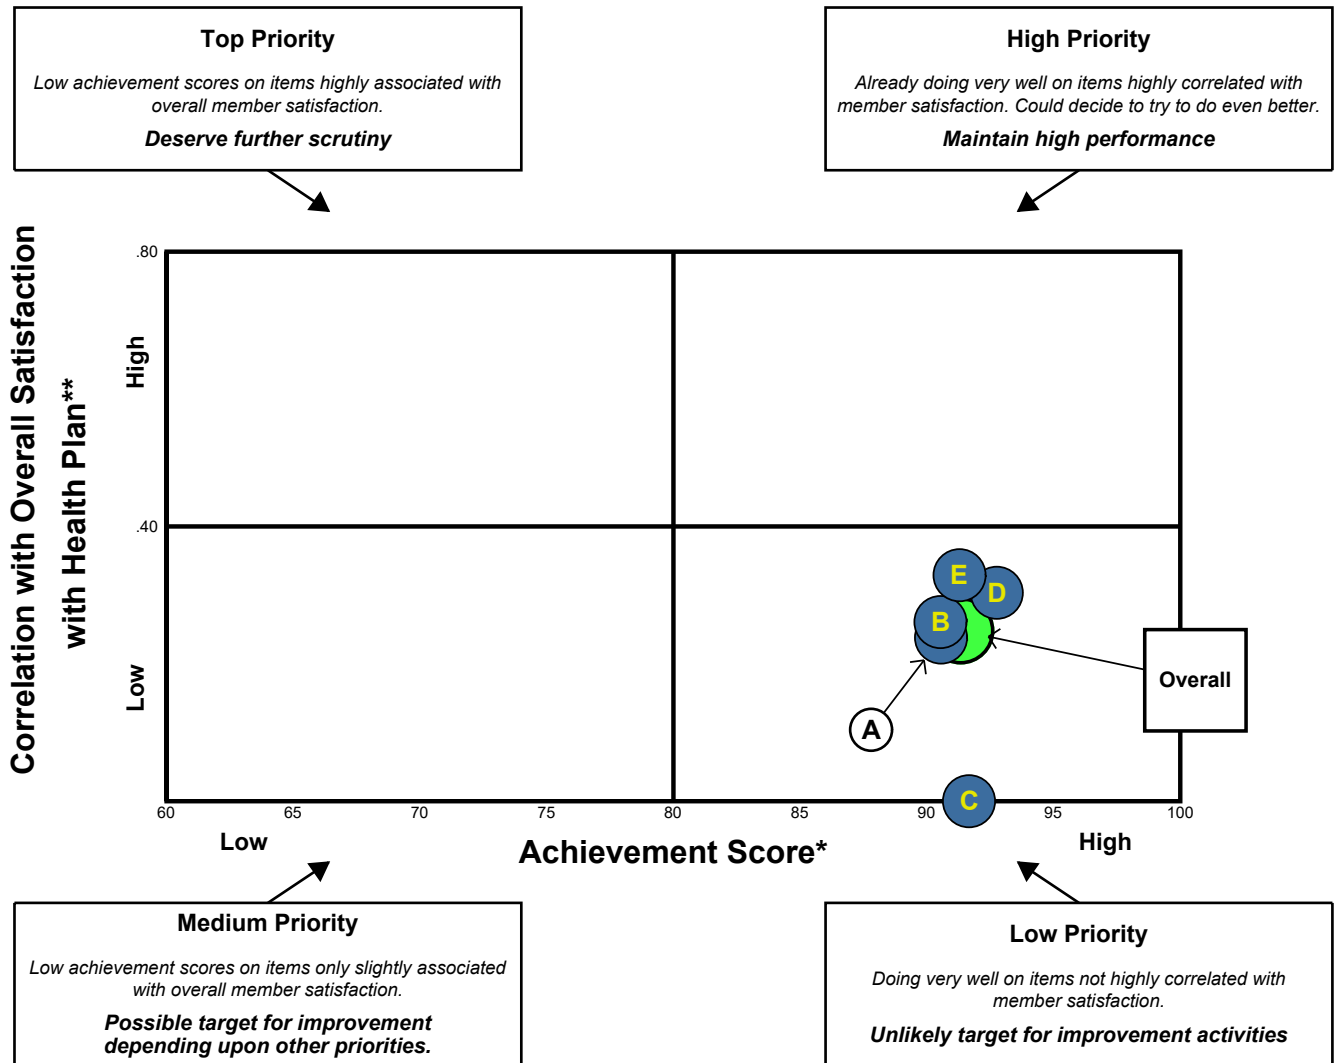 Top Priority
Low achievement scores on items highly associated with
overall member satisfaction.
Deserve further scrutiny
High Priority
Already doing very well on items highly correlated with
member satisfaction. Could decide to try to do even better.
Maintain high performance
Correlation with Overall Satisfaction
with Health Plan**
.80
High
.40
Low
E
D
B
A
C
Overall
60
65
70
75
80
85
90
95
100
Low
Achievement Score*
High
Medium Priority
Low achievement scores on items only slightly associated
with overall member satisfaction.
Possible target for improvement
depending upon other priorities.
Low Priority
Doing very well on items not highly correlated with
member satisfaction.
Unlikely target for improvement activities